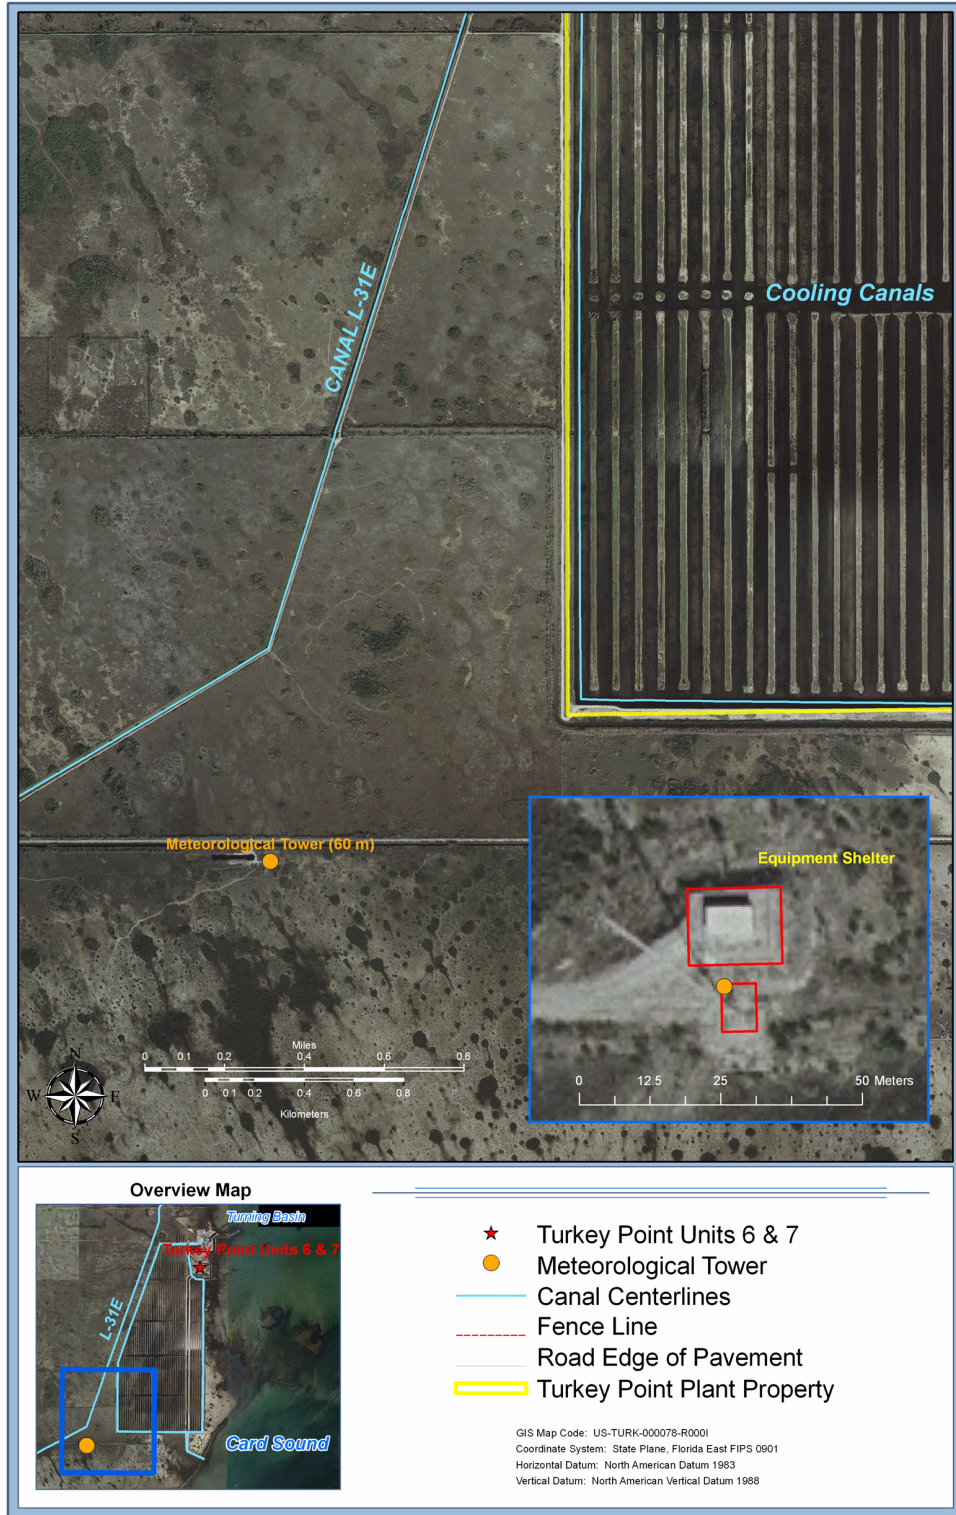 CANAL L-31E
Cooling Canals
Meteorological Tower (60 m)
Equipment Shelter
Miles
0 0.1 0.2 0.4 0.6 0.8
0 0.1 0.2 0.4 0.6 0.8
Kilometers
N
W E
S
0 12.5 25 50 Meters
Overview Map
Turning Basin
Turkey Point Units 6 & 7
L-31E
Card Sound
Turkey Point Units 6 & 7
Meteorological Tower
Canal Centerlines
Fence Line
Road Edge of Pavement
Turkey Point Plant Property
GIS Map Code: US-TURK-000078-R000I
Coordinate System: State Plane, Florida East FIPS 0901
Horizontal Datum: North American Datum 1983
Vertical Datum: North American Vertical Datum 1988